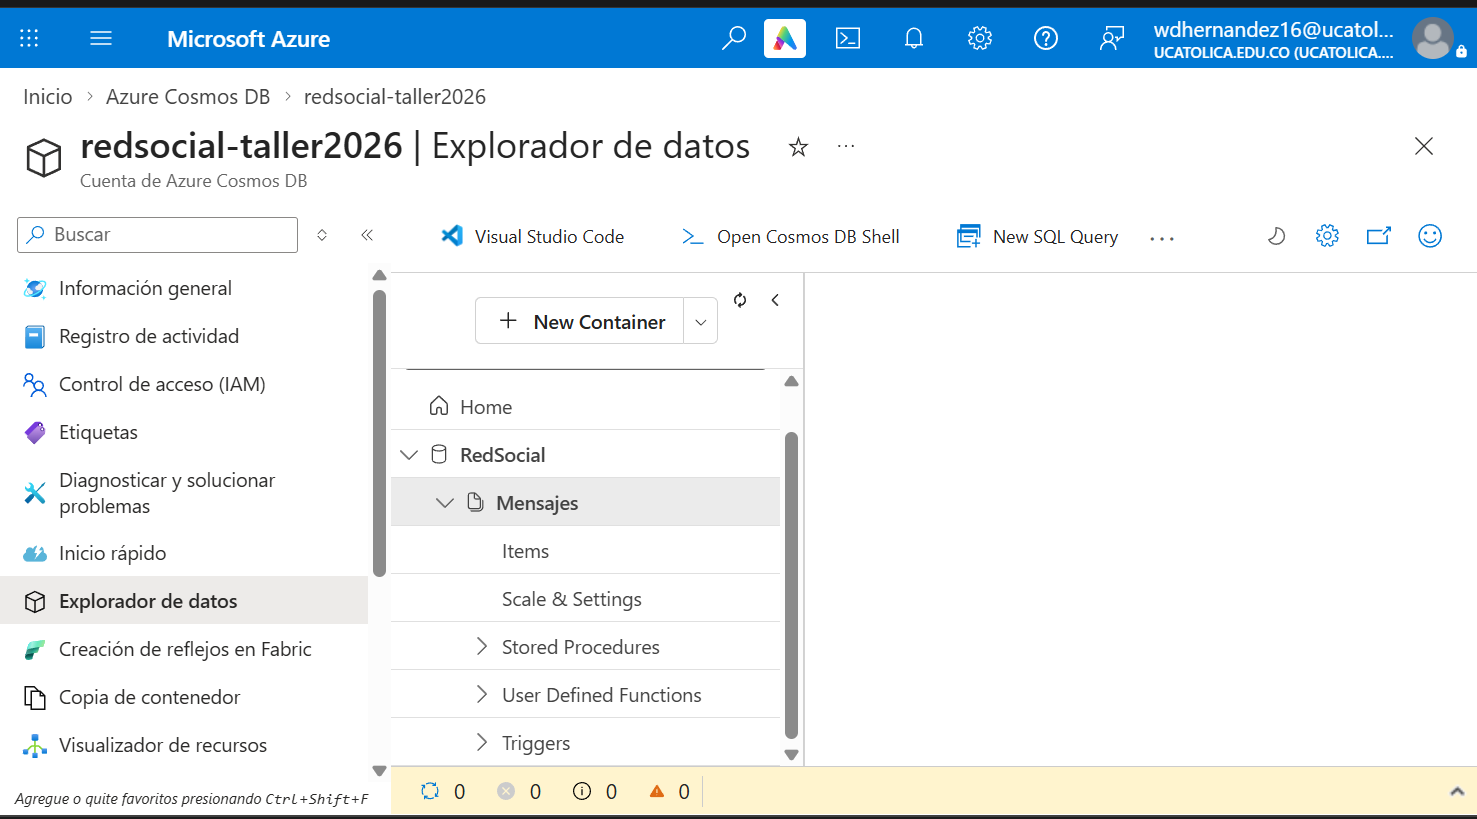 Microsoft Azure
wdhernandez16@ucatol...
UCATOLICA.EDU.CO (UCATOLICA....
Inicio > Azure Cosmos DB > redsocial-taller2026
redsocial-taller2026 | Explorador de datos
Cuenta de Azure Cosmos DB
Buscar
Visual Studio Code
Open Cosmos DB Shell
New SQL Query
Información general
Registro de actividad
Control de acceso (IAM)
Etiquetas
Diagnosticar y solucionar
problemas
Inicio rápido
Explorador de datos
Creación de reflejos en Fabric
Copia de contenedor
Visualizador de recursos
Agregue o quite favoritos presionando Ctrl+Shift+F
New Container
Home
RedSocial
Mensajes
Items
Scale & Settings
Stored Procedures
User Defined Functions
Triggers
0 0 0 0